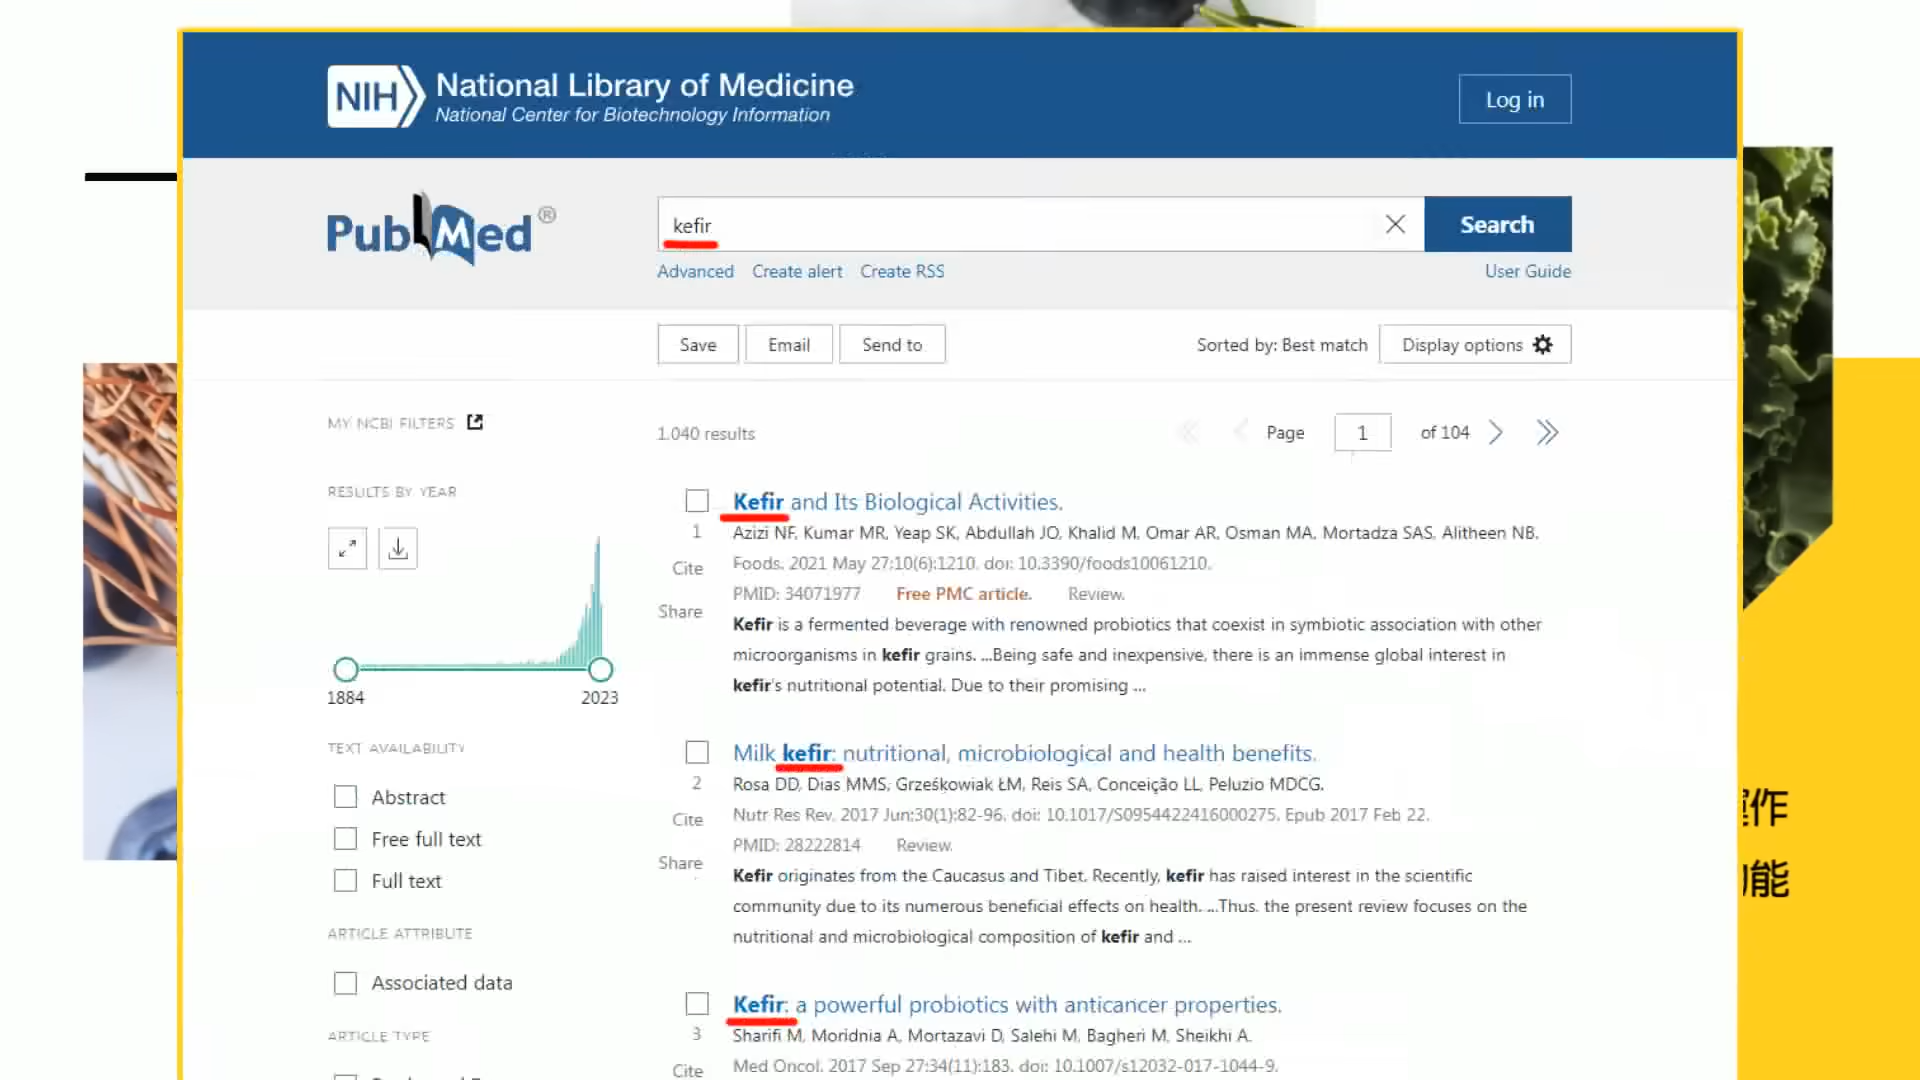 NIH National Library of Medicine
National Center for Biotechnology Information
Log in
PubMed®
kefir
Search
Advanced Create alert Create RSS
User Guide
Save Email Send to
Sorted by: Best match
Display options
MY NCBI FILTERS
1.040 results
Page 1 of 104
RESULTS BY YEAR
1884 2023
TEXT AVAILABILITY
Abstract
Free full text
Full text
ARTICLE ATTRIBUTE
Associated data
ARTICLE TYPE
Kefir and Its Biological Activities.
1
Azizi NF, Kumar MR, Yeap SK, Abdullah JO, Khalid M, Omar AR, Osman MA, Mortadza SAS, Alitheen NB.
Cite
Foods. 2021 May 27;10(6):1210. doi: 10.3390/foods10061210.
PMID: 34071977 Free PMC article. Review.
Share
Kefir is a fermented beverage with renowned probiotics that coexist in symbiotic association with other
microorganisms in kefir grains. ...Being safe and inexpensive, there is an immense global interest in
kefir's nutritional potential. Due to their promising ...
Milk kefir: nutritional, microbiological and health benefits.
2
Rosa DD, Dias MMS, Grześkowiak ŁM, Reis SA, Conceição LL, Peluzio MDCG.
Cite
Nutr Res Rev. 2017 Jun;30(1):82-96. doi: 10.1017/S0954422416000275. Epub 2017 Feb 22.
PMID: 28222814 Review.
Share
Kefir originates from the Caucasus and Tibet. Recently, kefir has raised interest in the scientific
community due to its numerous beneficial effects on health. ...Thus, the present review focuses on the
nutritional and microbiological composition of kefir and ...
Kefir: a powerful probiotics with anticancer properties.
3
Sharifi M, Moridnia A, Mortazavi D, Salehi M, Bagheri M, Sheikhi A.
Cite
Med Oncol. 2017 Sep 27;34(11):183. doi: 10.1007/s12032-017-1044-9.
作
能